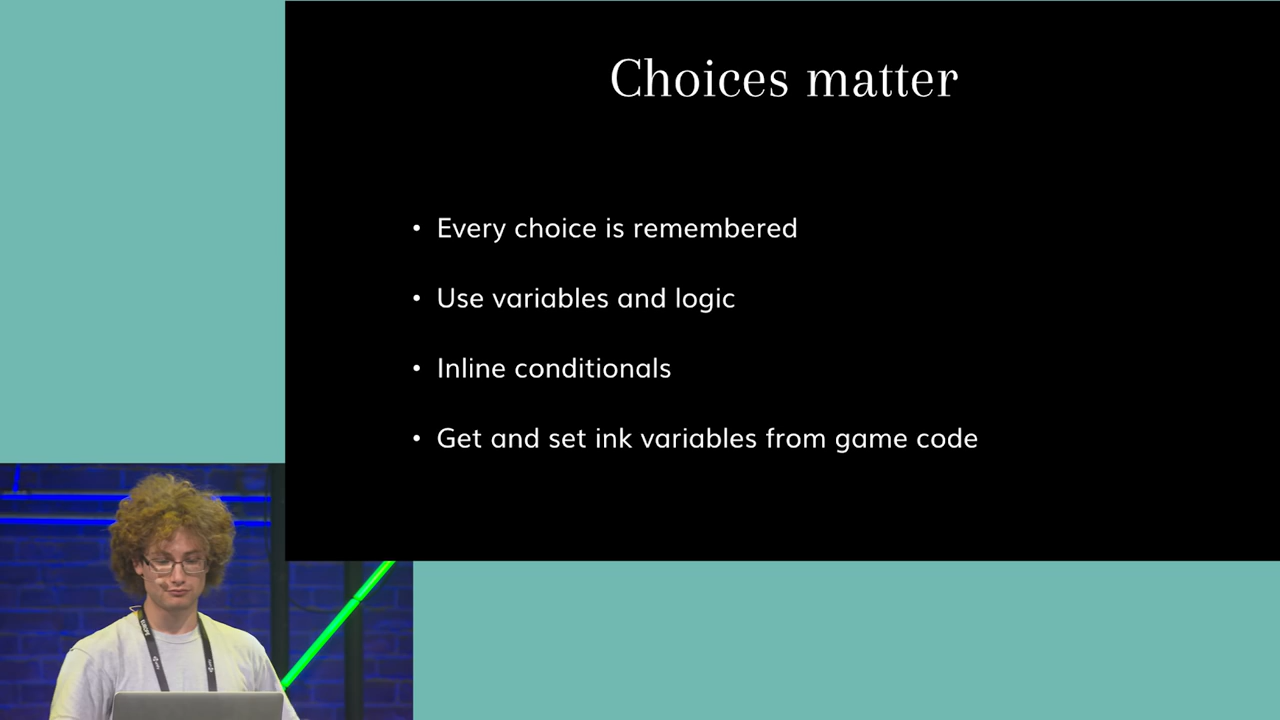 Choices matter
• Every choice is remembered
• Use variables and logic
• Inline conditionals
• Get and set ink variables from game code